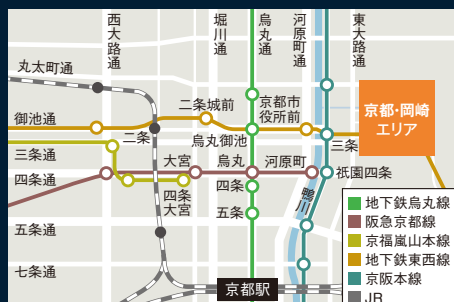 西大路通
堀川通
烏丸通
河原町通
東大路通
丸太町通
御池通
二条城前
京都市
役所前
京都・岡崎
エリア
二条
烏丸御池
三条
三条通
大宮
烏丸
河原町
四条通
四条
大宮
四条
祇園四条
鴨川
五条
五条通
七条通
京都駅
地下鉄烏丸線
阪急京都線
京福嵐山本線
地下鉄東西線
京阪本線
JR